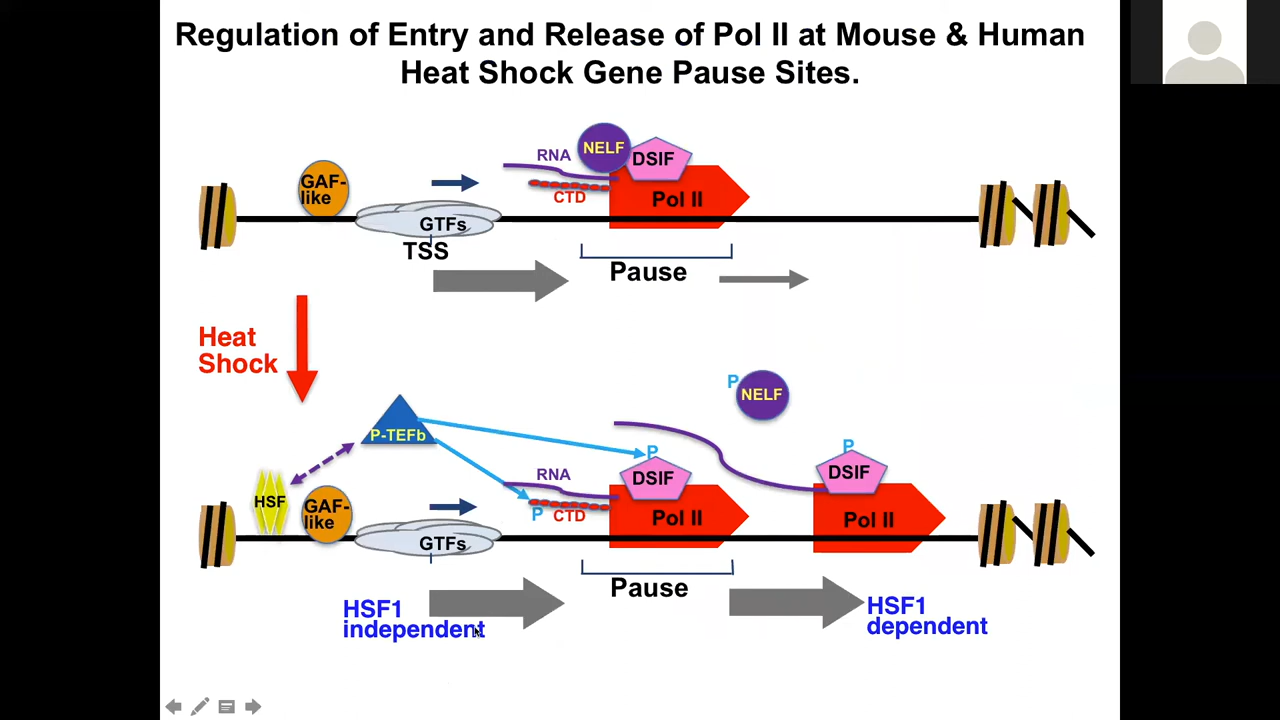 Regulation of Entry and Release of Pol II at Mouse & Human
Heat Shock Gene Pause Sites.
RNA
NELF
DSIF
GAF-
like
CTD
Pol II
GTFs
TSS
Pause
Heat
Shock
P
NELF
P-TEFb
P
P
HSF
RNA
DSIF
DSIF
GAF-
like
P
CTD
Pol II
Pol II
GTFs
Pause
HSF1
independent
HSF1
dependent